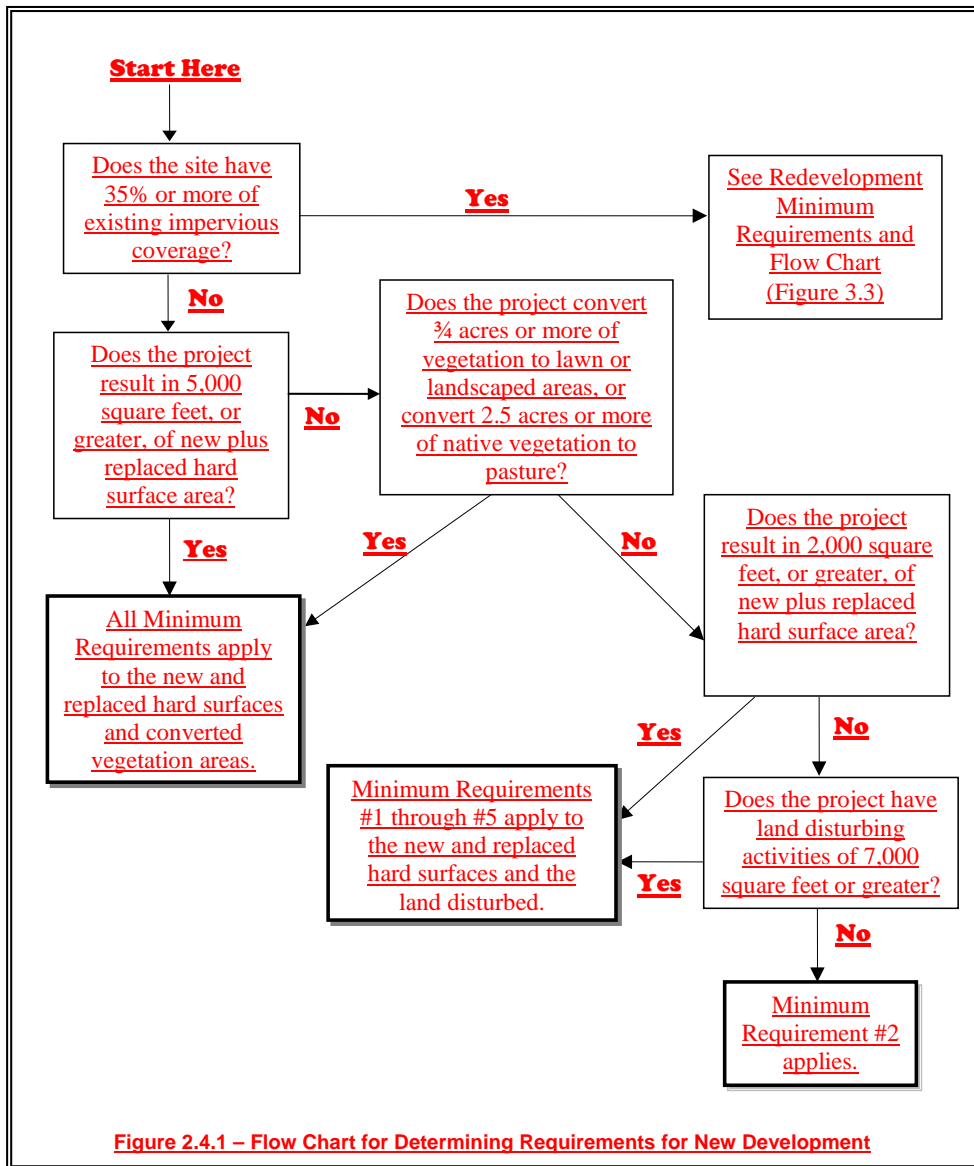 Start Here
Does the site have
35% or more of
existing impervious
coverage?
Yes
See Redevelopment
Minimum
Requirements and
Flow Chart
(Figure 3.3)
No
Does the project
result in 5,000
square feet, or
greater, of new plus
replaced hard
surface area?
No
Does the project convert
¾ acres or more of
vegetation to lawn or
landscaped areas, or
convert 2.5 acres or more
of native vegetation to
pasture?
Yes
Yes
No
All Minimum
Requirements apply
to the new and
replaced hard surfaces
and converted
vegetation areas.
Does the project
result in 2,000 square
feet, or greater, of
new plus replaced
hard surface area?
Yes
No
Minimum Requirements
#1 through #5 apply to
the new and replaced
hard surfaces and the
land disturbed.
Yes
Does the project have
land disturbing
activities of 7,000
square feet or greater?
No
Minimum
Requirement #2
applies.
Figure 2.4.1 – Flow Chart for Determining Requirements for New Development